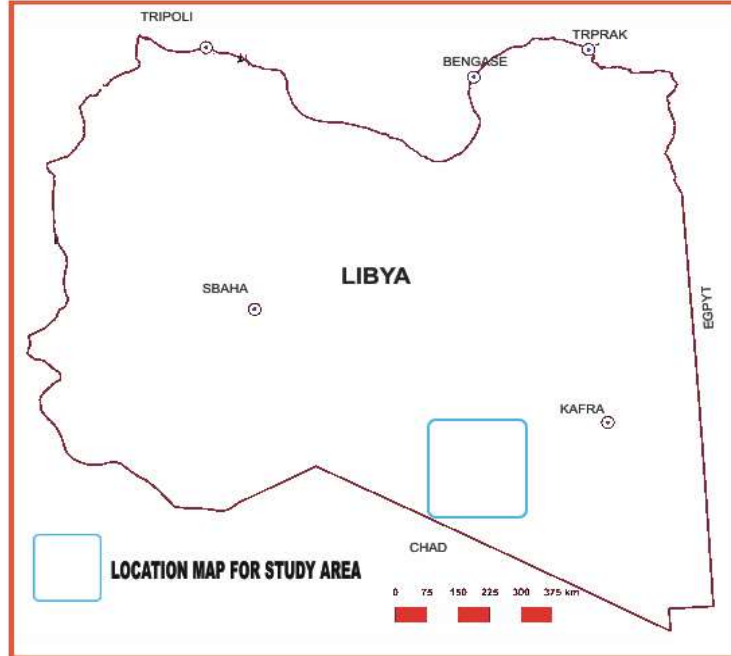 TRIPOLI
TRPRAK
BENGASE
LIBYA
SBAHA
EGPYT
KAFRA
CHAD
LOCATION MAP FOR STUDY AREA
0 75 150 225 300 375 km